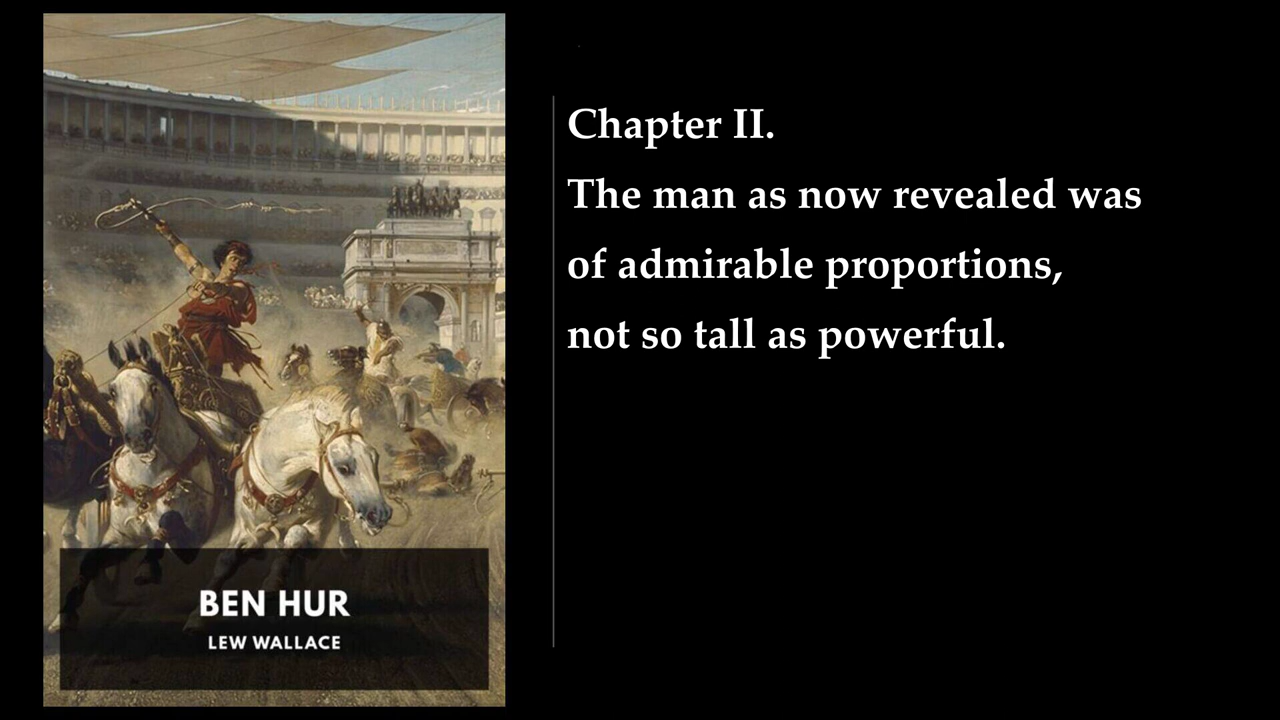 BEN HUR
LEW WALLACE
Chapter II.
The man as now revealed was
of admirable proportions,
not so tall as powerful.